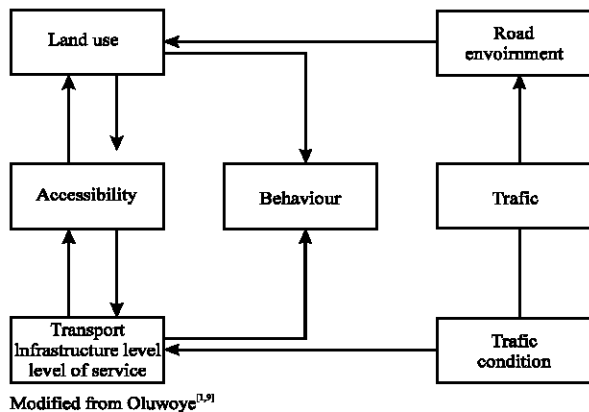 Land use
Road
envoirnment
Accessibility
Behaviour
Trafic
Transport
Infrastructure level
level of service
Trafic
condition
Modified from Oluwoye[1,9]